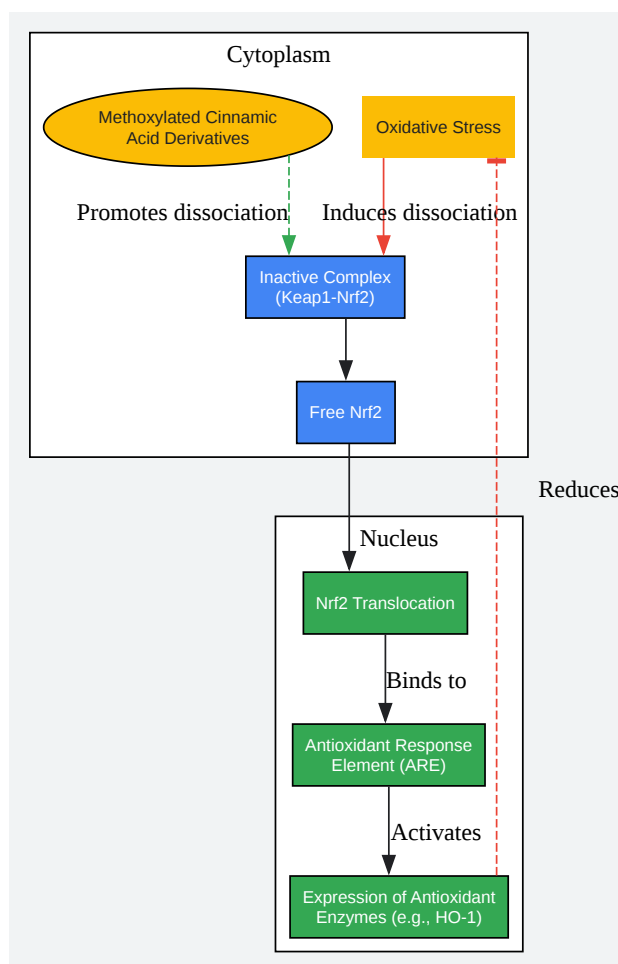 Cytoplasm
Methoxylated Cinnamic
Acid Derivatives
Oxidative Stress
Promotes dissociation
Induces dissociation
Inactive Complex
(Keap1-Nrf2)
Free Nrf2
Reduces
Nucleus
Nrf2 Translocation
Binds to
Antioxidant Response
Element (ARE)
Activates
Expression of Antioxidant
Enzymes (e.g., HO-1)